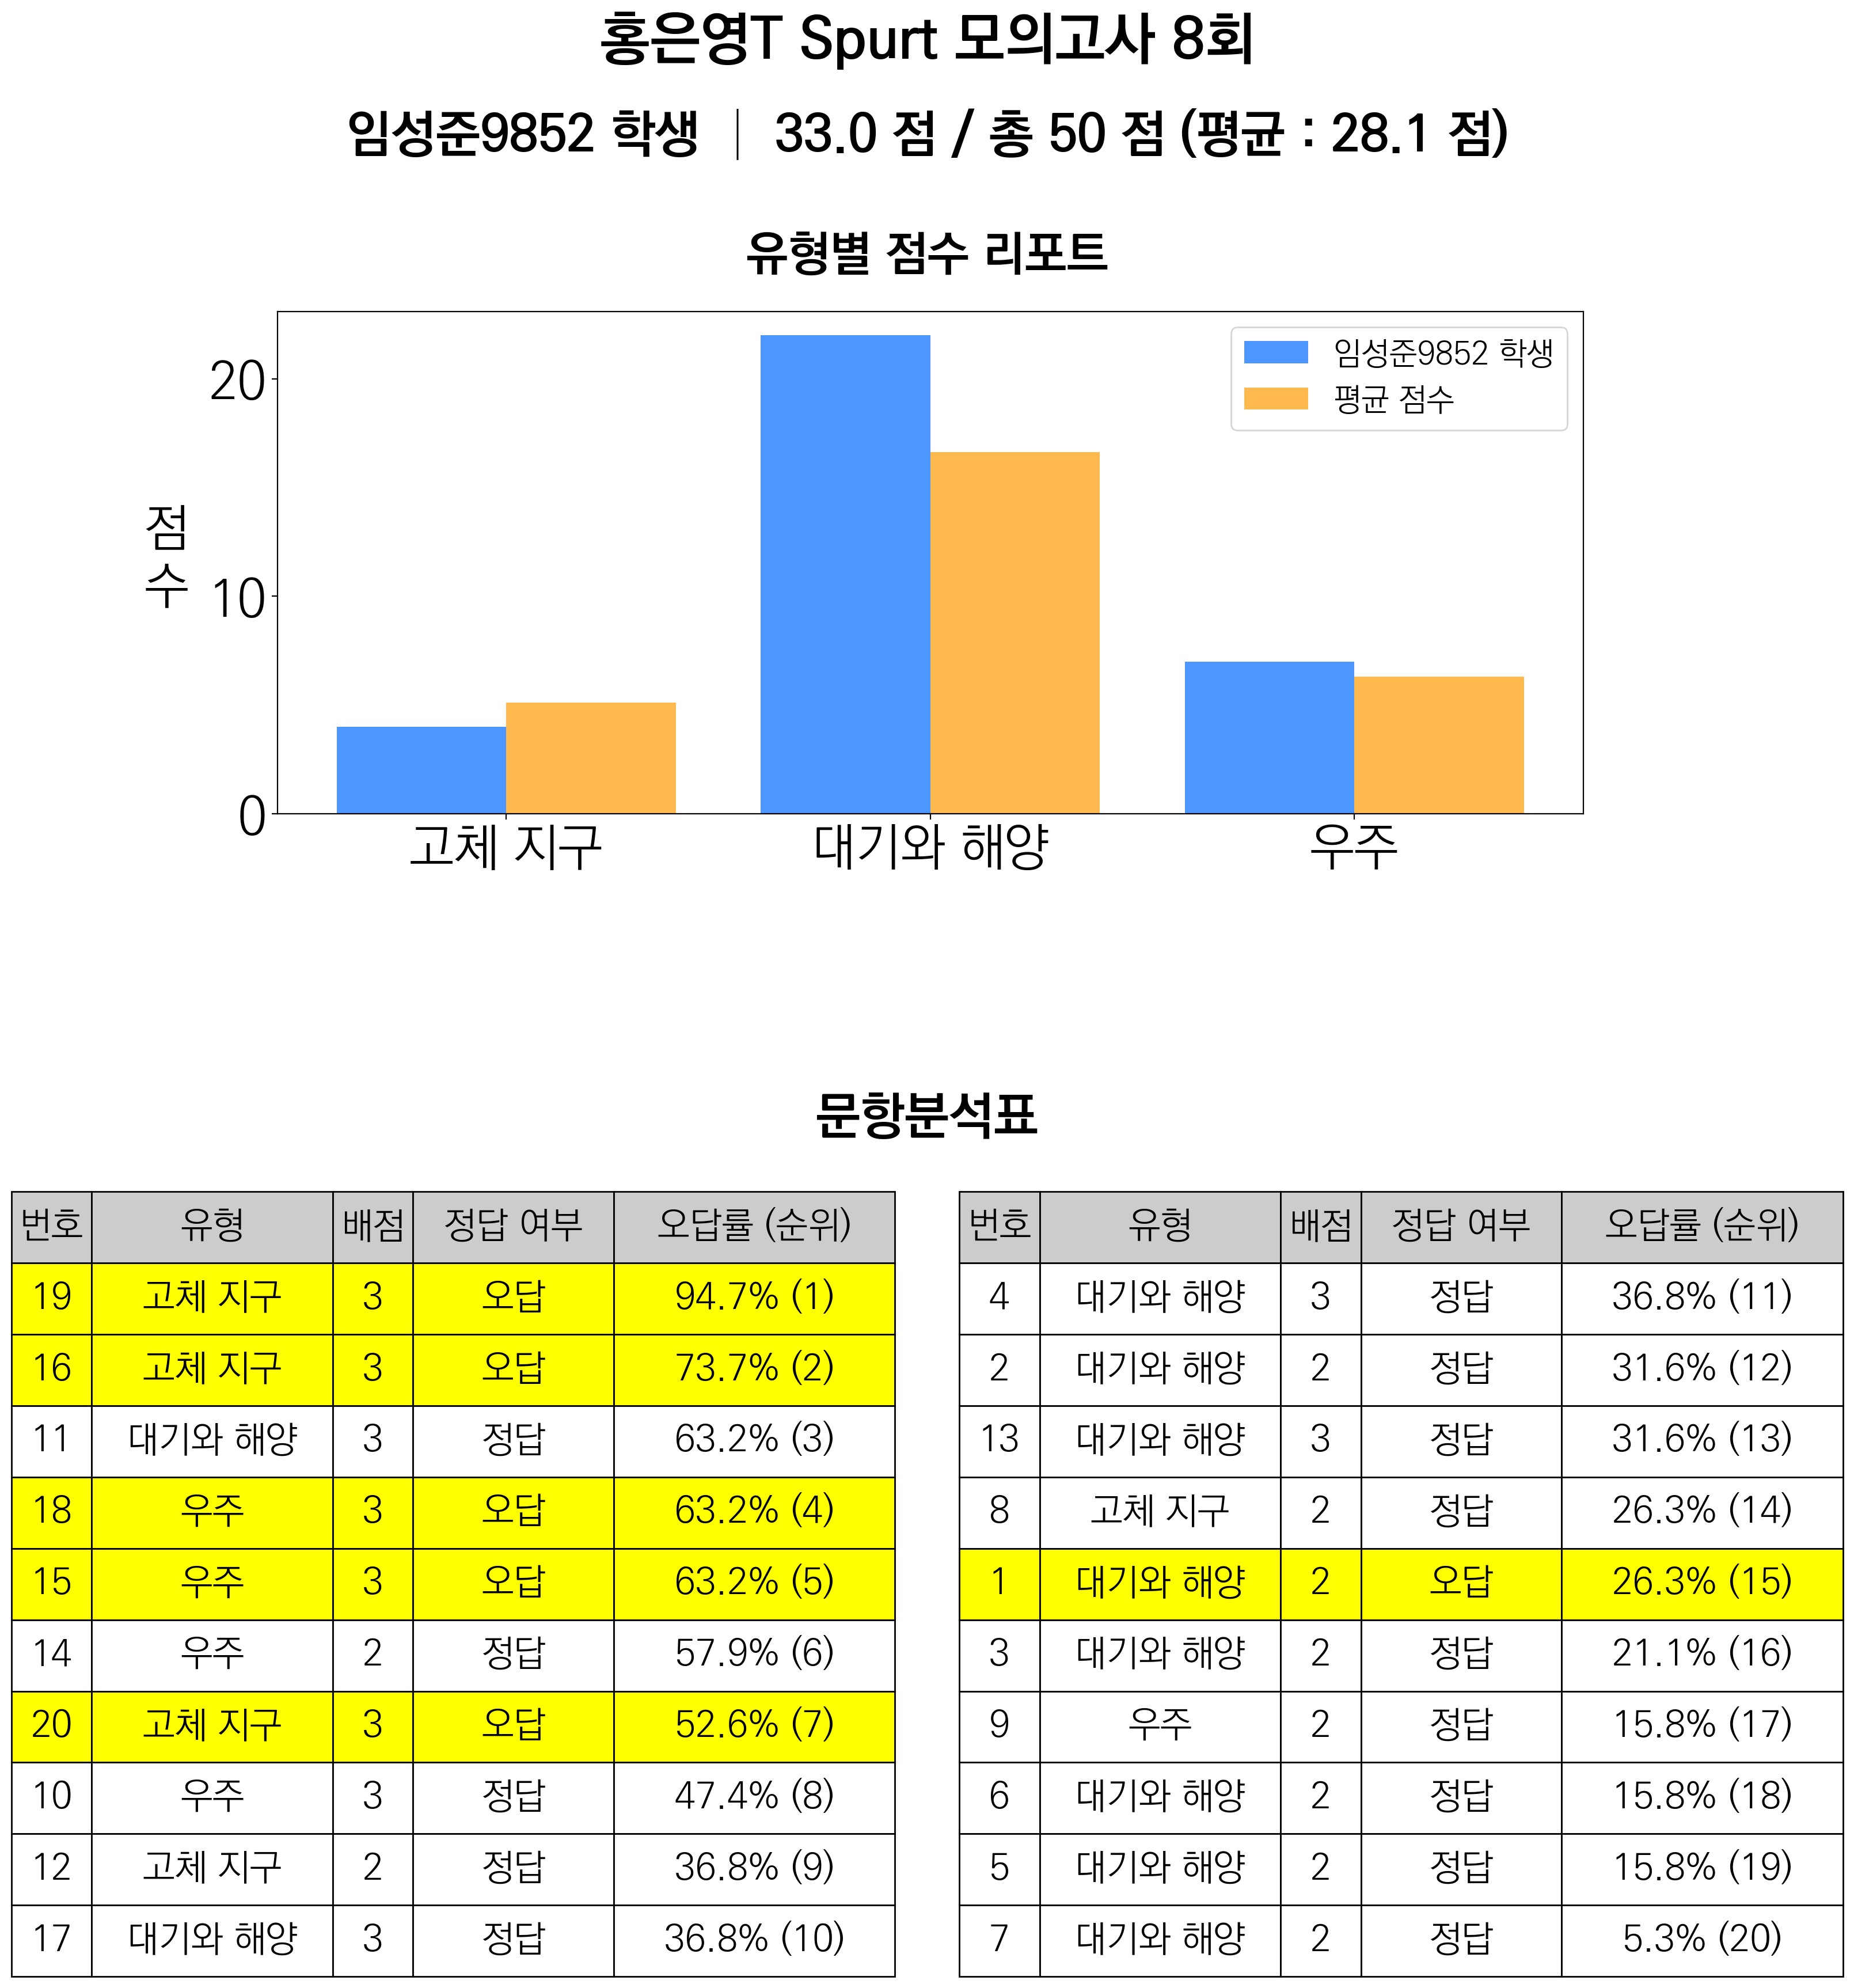 홍은영T Spurt 모의고사 8회
임성준9852 학생 | 33.0 점 / 총 50 점 (평균 : 28.1 점)
유형별 점수 리포트
임성준9852 학생
평균 점수
점
수
20
10
0
고체 지구 대기와 해양 우주
문항분석표
번호 유형 배점 정답 여부 오답률 (순위)
19 고체 지구 3 오답 94.7% (1)
16 고체 지구 3 오답 73.7% (2)
11 대기와 해양 3 정답 63.2% (3)
18 우주 3 오답 63.2% (4)
15 우주 3 오답 63.2% (5)
14 우주 2 정답 57.9% (6)
20 고체 지구 3 오답 52.6% (7)
10 우주 3 정답 47.4% (8)
12 고체 지구 2 정답 36.8% (9)
17 대기와 해양 3 정답 36.8% (10)
번호 유형 배점 정답 여부 오답률 (순위)
4 대기와 해양 3 정답 36.8% (11)
2 대기와 해양 2 정답 31.6% (12)
13 대기와 해양 3 정답 31.6% (13)
8 고체 지구 2 정답 26.3% (14)
1 대기와 해양 2 오답 26.3% (15)
3 대기와 해양 2 정답 21.1% (16)
9 우주 2 정답 15.8% (17)
6 대기와 해양 2 정답 15.8% (18)
5 대기와 해양 2 정답 15.8% (19)
7 대기와 해양 2 정답 5.3% (20)